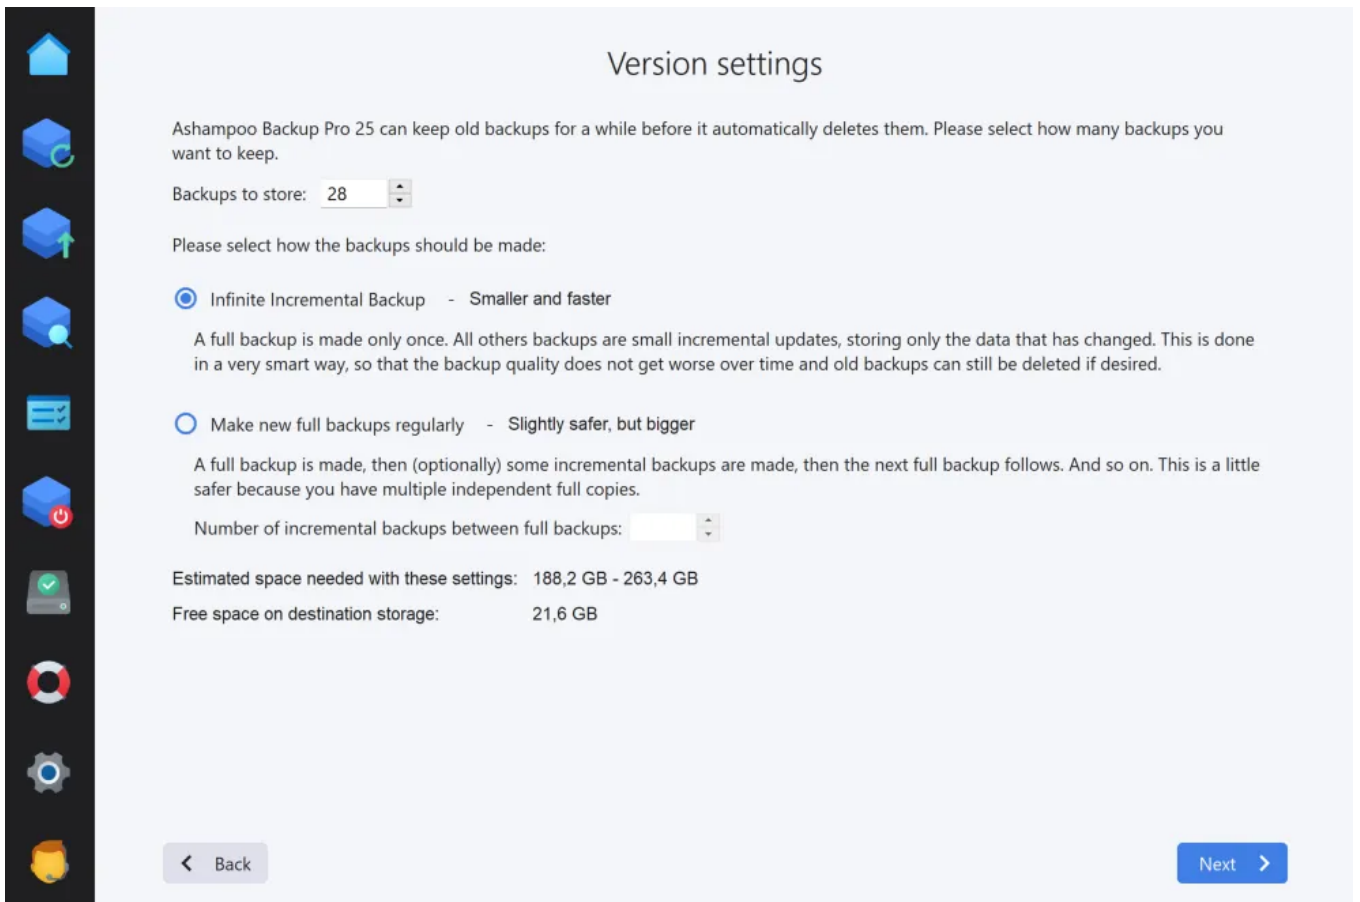 Version settings
Ashampoo Backup Pro 25 can keep old backups for a while before it automatically deletes them. Please select how many backups you
want to keep.
Backups to store: 28
Please select how the backups should be made:
Infinite Incremental Backup - Smaller and faster
A full backup is made only once. All others backups are small incremental updates, storing only the data that has changed. This is done
in a very smart way, so that the backup quality does not get worse over time and old backups can still be deleted if desired.
Make new full backups regularly - Slightly safer, but bigger
A full backup is made, then (optionally) some incremental backups are made, then the next full backup follows. And so on. This is a little
safer because you have multiple independent full copies.
Number of incremental backups between full backups:
Estimated space needed with these settings: 188,2 GB - 263,4 GB
Free space on destination storage: 21,6 GB
Back
Next